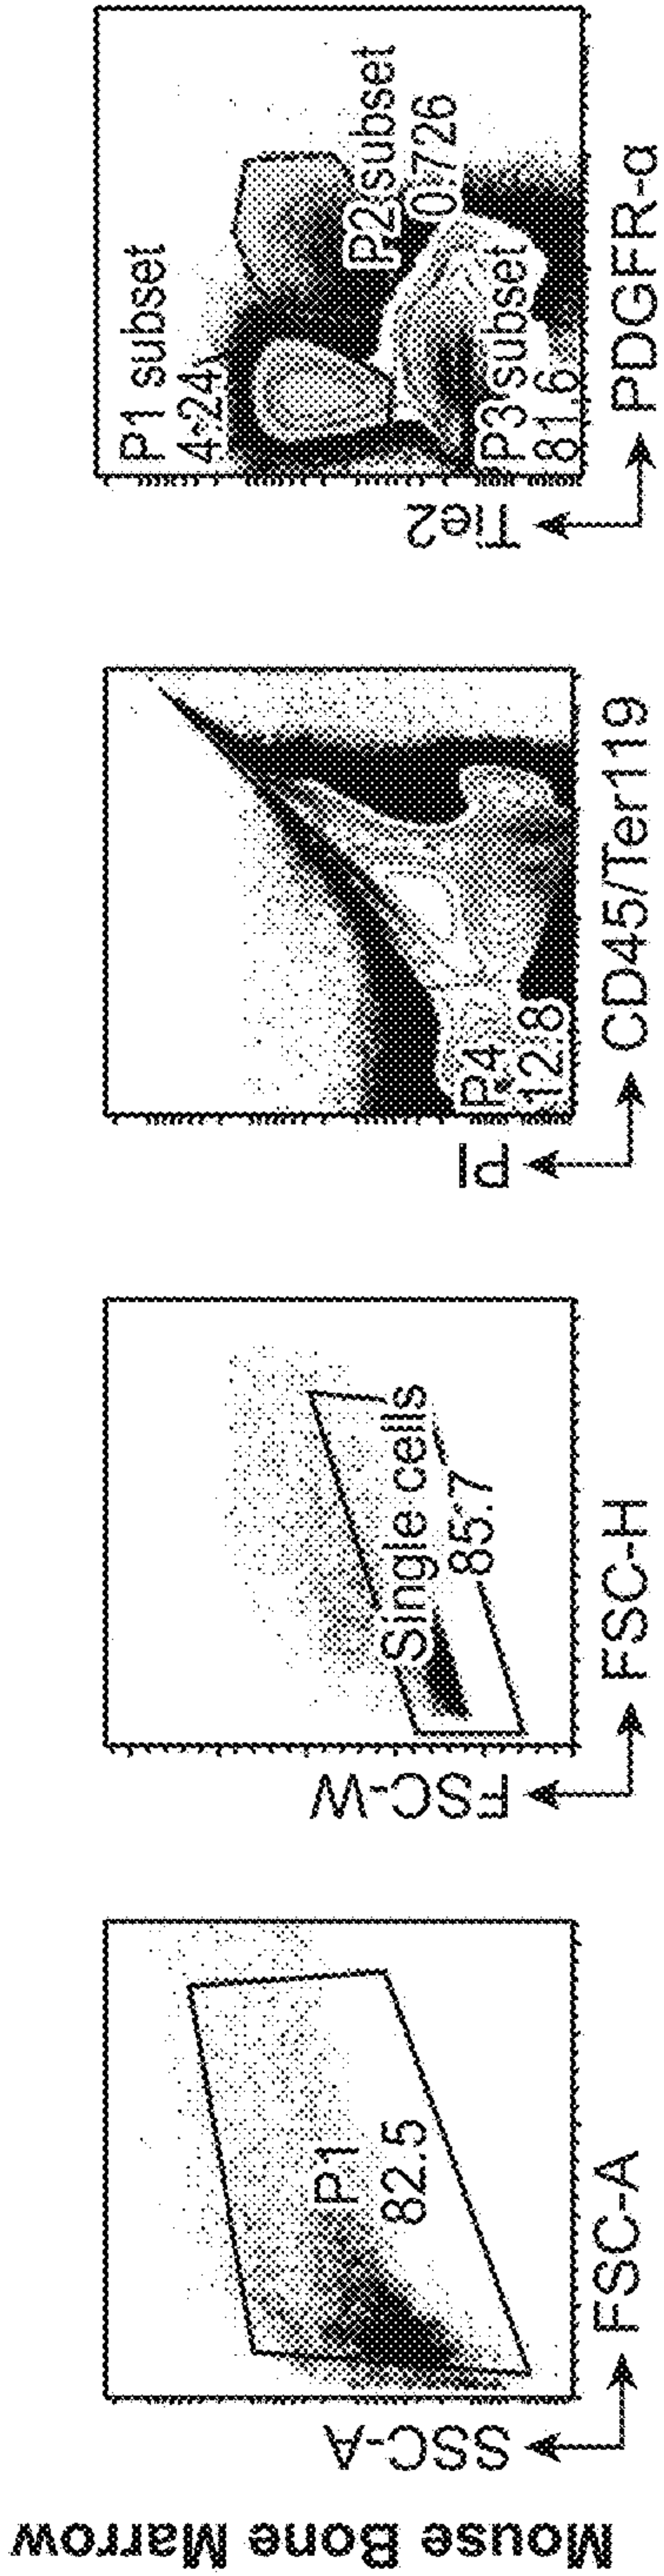 Mouse Bone Marrow
SSC-A
P1
82.5
FSC-A
FSC-W
Single cells
85.7
FSC-H
PI
P4
12.8
CD45/Ter119
Tie2
P1 subset
4.24
P2 subset
0.726
P3 subset
81.6
PDGFR-α